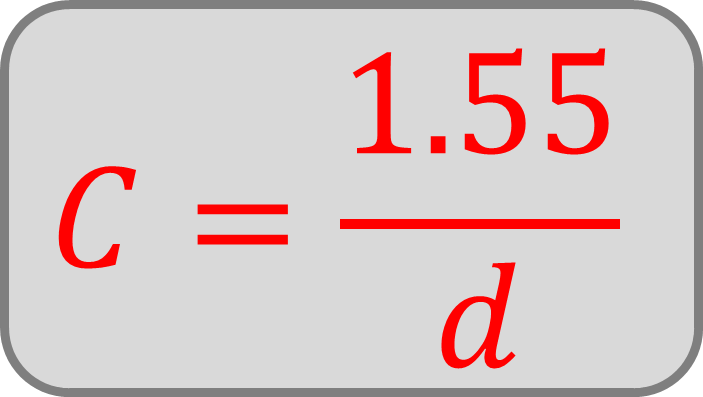 C = 1.55 / d